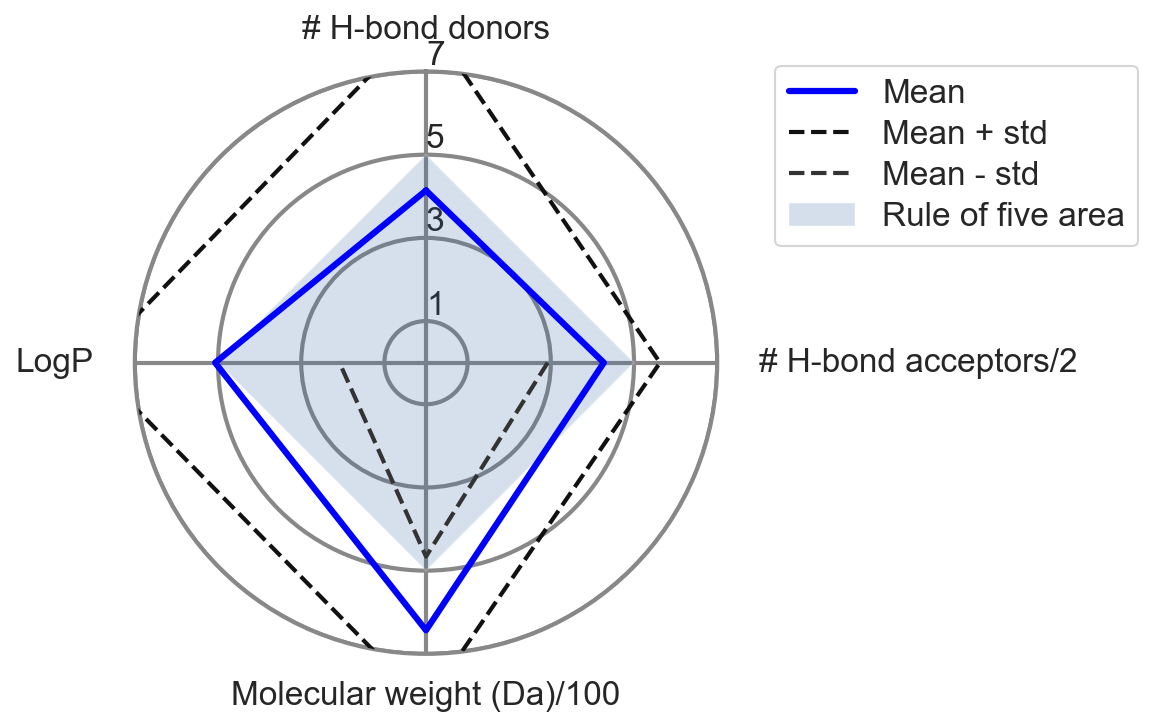 # H-bond donors
7
5
3
1
LogP
# H-bond acceptors/2
Molecular weight (Da)/100
Mean
Mean + std
Mean - std
Rule of five area